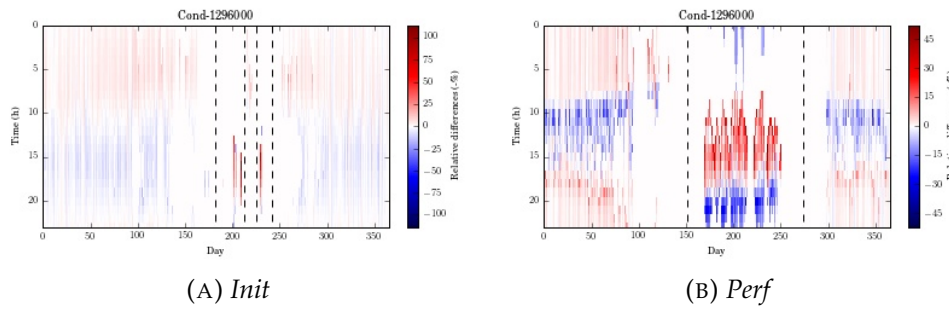 Cond-1296000
0
5
10
15
20
Time (h)
0 50 100 150 200 250 300 350
Day
100
75
50
25
0
−25
−50
−75
−100
Relative differences (-%)
(A) Init
Cond-1296000
0
5
10
15
20
Time (h)
0 50 100 150 200 250 300 350
Day
45
30
15
0
−15
−30
−45
(B) Perf